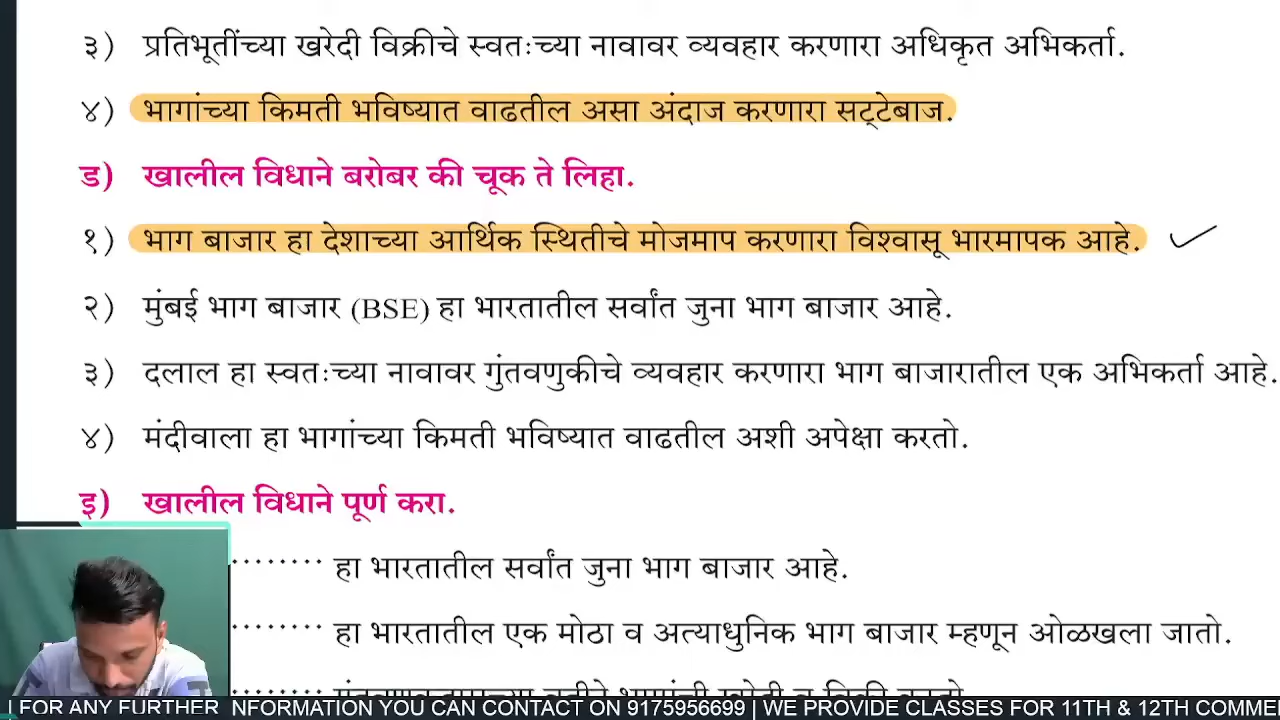 ३) प्रतिभूतींच्या खरेदी विक्रीचे स्वतःच्या नावावर व्यवहार करणारा अधिकृत अभिकर्ता.
४) भागांच्या किमती भविष्यात वाढतील असा अंदाज करणारा सट्टेबाज.
ड) खालील विधाने बरोबर की चूक ते लिहा.
१) भाग बाजार हा देशाच्या आर्थिक स्थितीचे मोजमाप करणारा विश्वासू भारमापक आहे.
२) मुंबई भाग बाजार (BSE) हा भारतातील सर्वांत जुना भाग बाजार आहे.
३) दलाल हा स्वतःच्या नावावर गुंतवणुकीचे व्यवहार करणारा भाग बाजारातील एक अभिकर्ता आहे.
४) मंदीवाला हा भागांच्या किमती भविष्यात वाढतील अशी अपेक्षा करतो.
इ) खालील विधाने पूर्ण करा.
........ हा भारतातील सर्वांत जुना भाग बाजार आहे.
........ हा भारतातील एक मोठा व अत्याधुनिक भाग बाजार म्हणून ओळखला जातो.
FOR ANY FURTHER NFORMATION YOU CAN CONTACT ON 9175956699 | WE PROVIDE CLASSES FOR 11TH & 12TH COMME